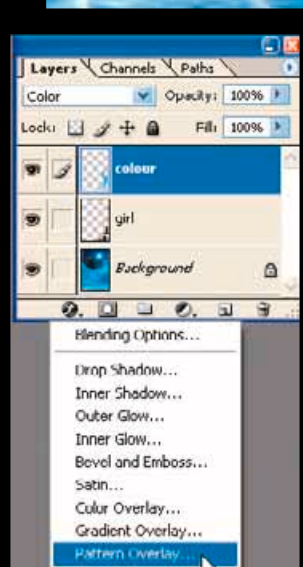 Layers Channels Paths
Color Opacity: 100%
Lock: Fill: 100%
colour
girl
Background
Blending Options...
Drop Shadow...
Inner Shadow...
Outer Glow...
Inner Glow...
Bevel and Emboss...
Satin...
Color Overlay...
Gradient Overlay...
Pattern Overlay...